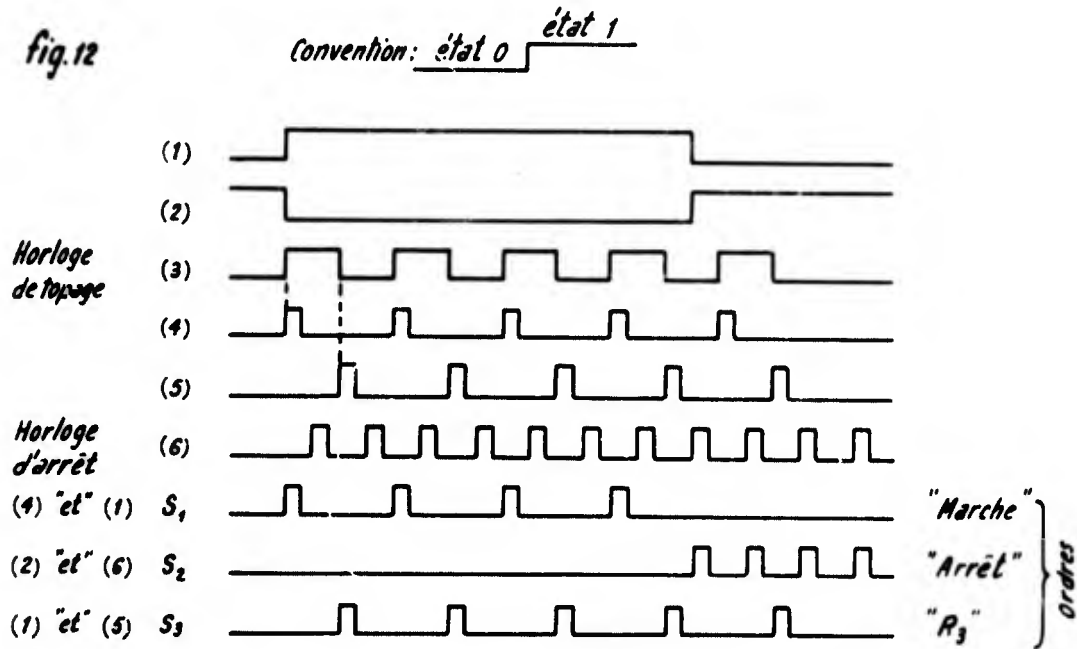 fig.12
Convention: état 0 état 1
(1)
(2)
Horloge de topage (3)
(4)
(5)
Horloge d'arrêt (6)
(4) "et" (1) S₁ "Marche"
(2) "et" (6) S₂ "Arrêt"
(1) "et" (5) S₃ "R₃"
Ordres